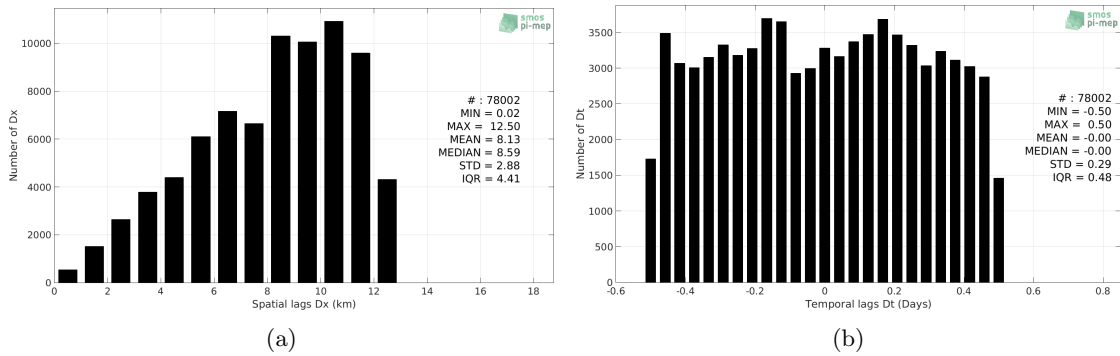 smos
pi-mep
10000
8000
6000
4000
2000
0
Number of Dx
# : 78002
MIN = 0.02
MAX =  12.50
MEAN = 8.13
MEDIAN = 8.59
STD = 2.88
IQR = 4.41
0 2 4 6 8 10 12 14 16 18
Spatial lags Dx (km)
(a)
smos
pi-mep
3500
3000
2500
2000
1500
1000
500
0
Number of Dt
# : 78002
MIN = -0.50
MAX =  0.50
MEAN = -0.00
MEDIAN = -0.00
STD = 0.29
IQR = 0.48
-0.6 -0.4 -0.2 0 0.2 0.4 0.6 0.8
Temporal lags Dt (Days)
(b)